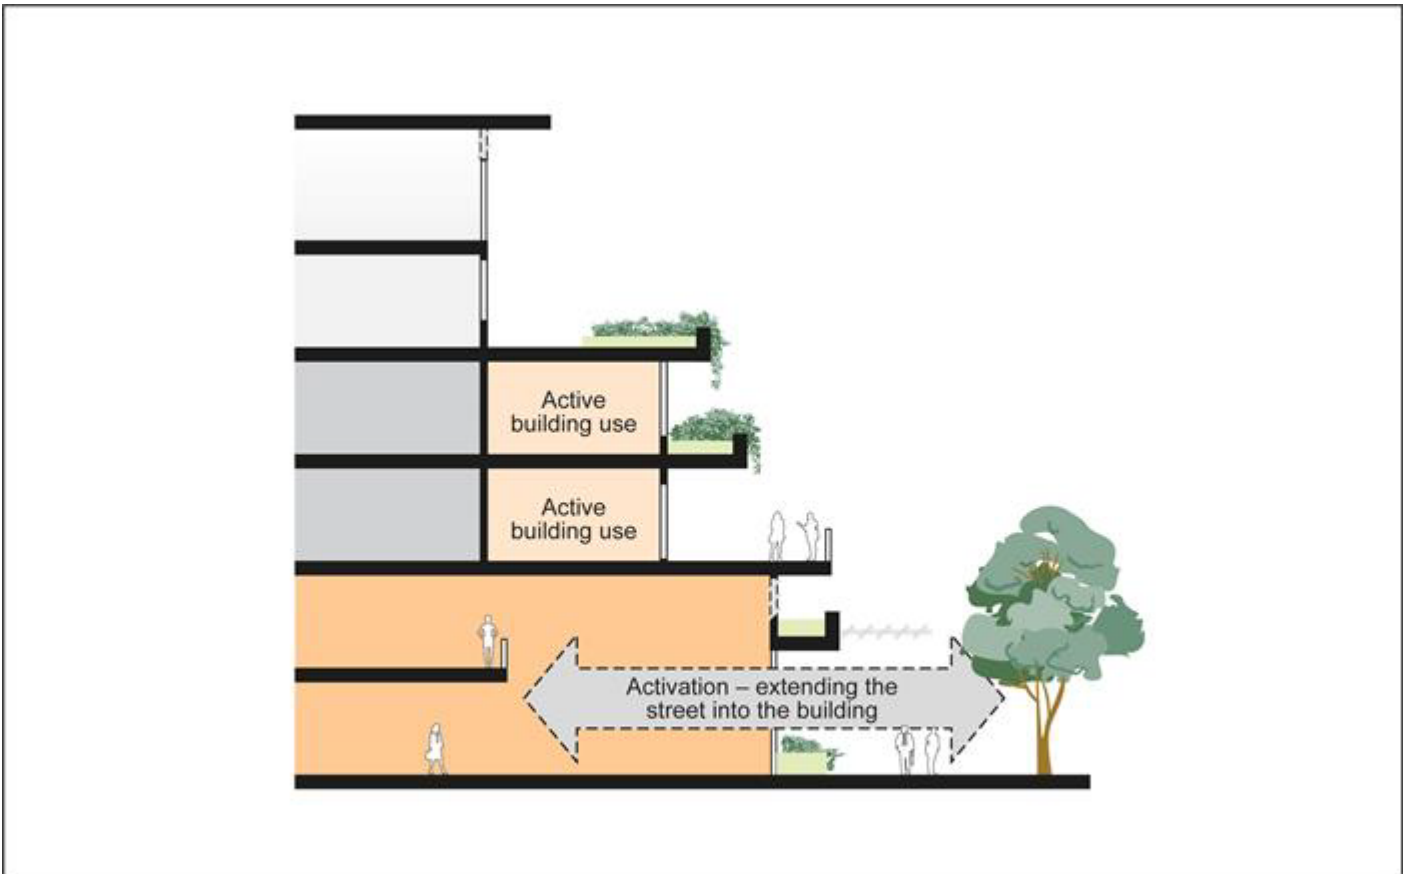 Active
building use
Active
building use
Activation – extending the
street into the building